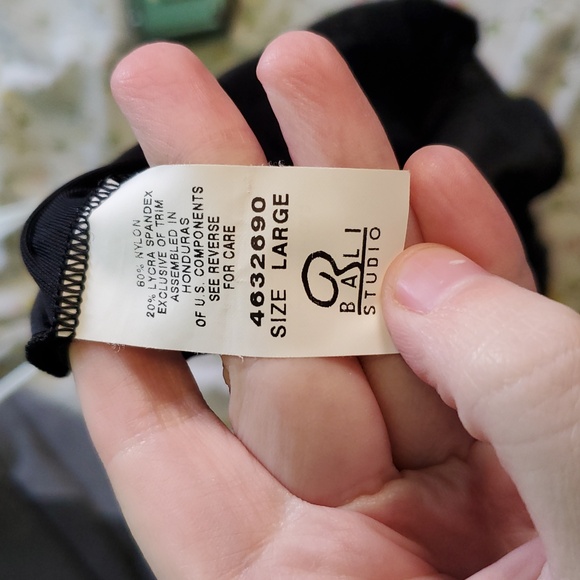 BALI
STUDIO
SIZE LARGE
4632690
FOR CARE
SEE REVERSE
OF U.S. COMPONENTS
HONDURAS
ASSEMBLED IN
EXCLUSIVE OF TRIM
20% LYCRA SPANDEX
60% NYLON